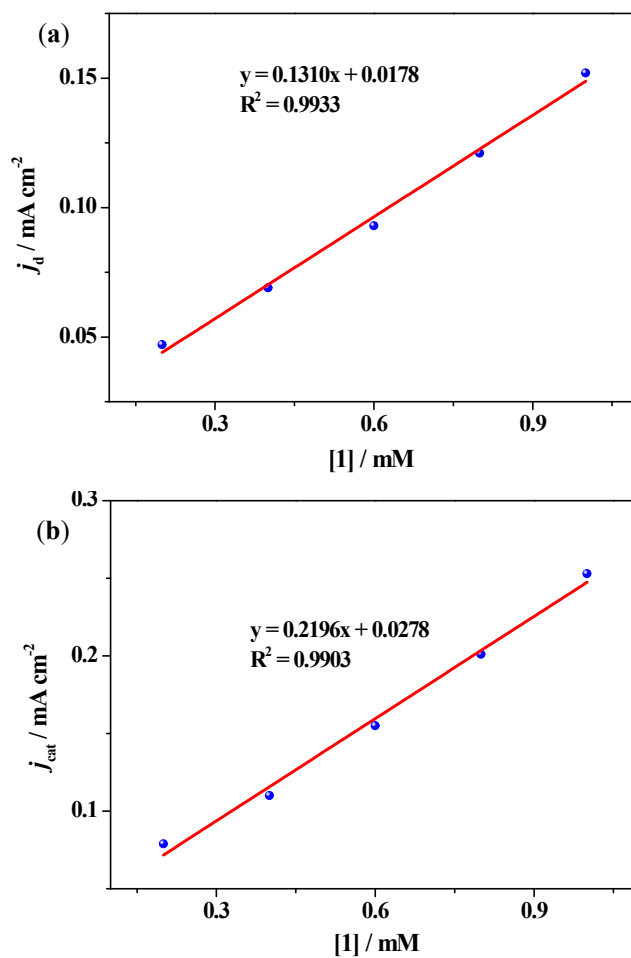 (a)
y = 0.1310x + 0.0178
R² = 0.9933
0.15
0.10
0.05
j_d / mA cm⁻²
0.3 0.6 0.9
[1] / mM
(b)
0.3
y = 0.2196x + 0.0278
R² = 0.9903
0.2
0.1
j_cat / mA cm⁻²
0.3 0.6 0.9
[1] / mM